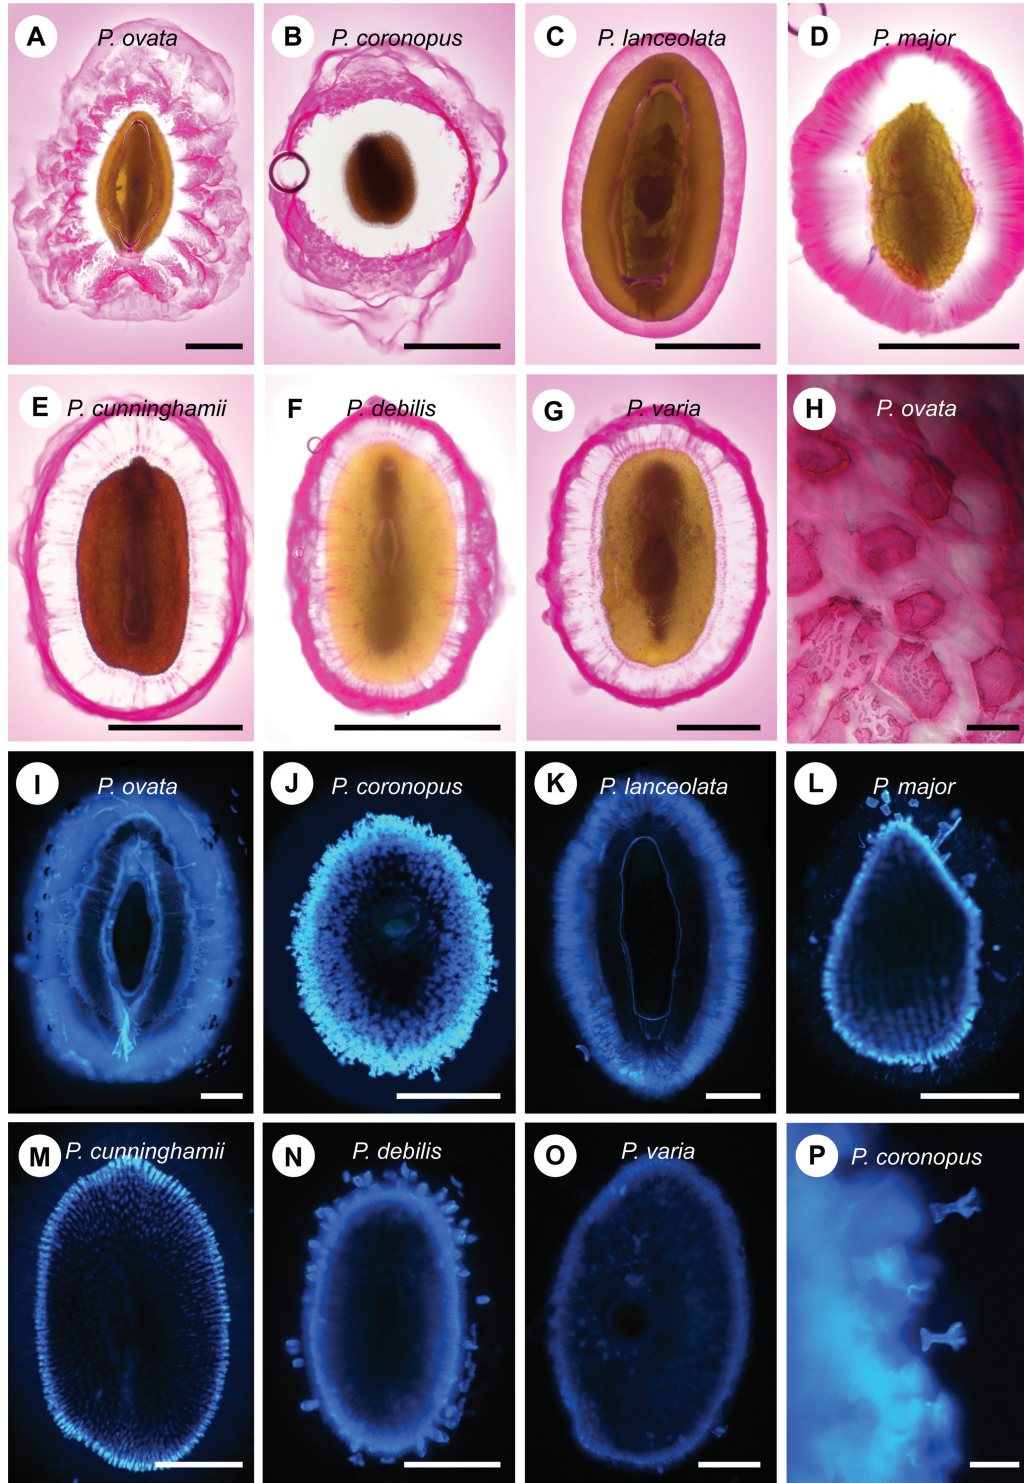 A P. ovata
B P. coronopus
C P. lanceolata
D P. major
E P. cunninghamii
F P. debilis
G P. varia
H P. ovata
I P. ovata
J P. coronopus
K P. lanceolata
L P. major
M P. cunninghamii
N P. debilis
O P. varia
P P. coronopus